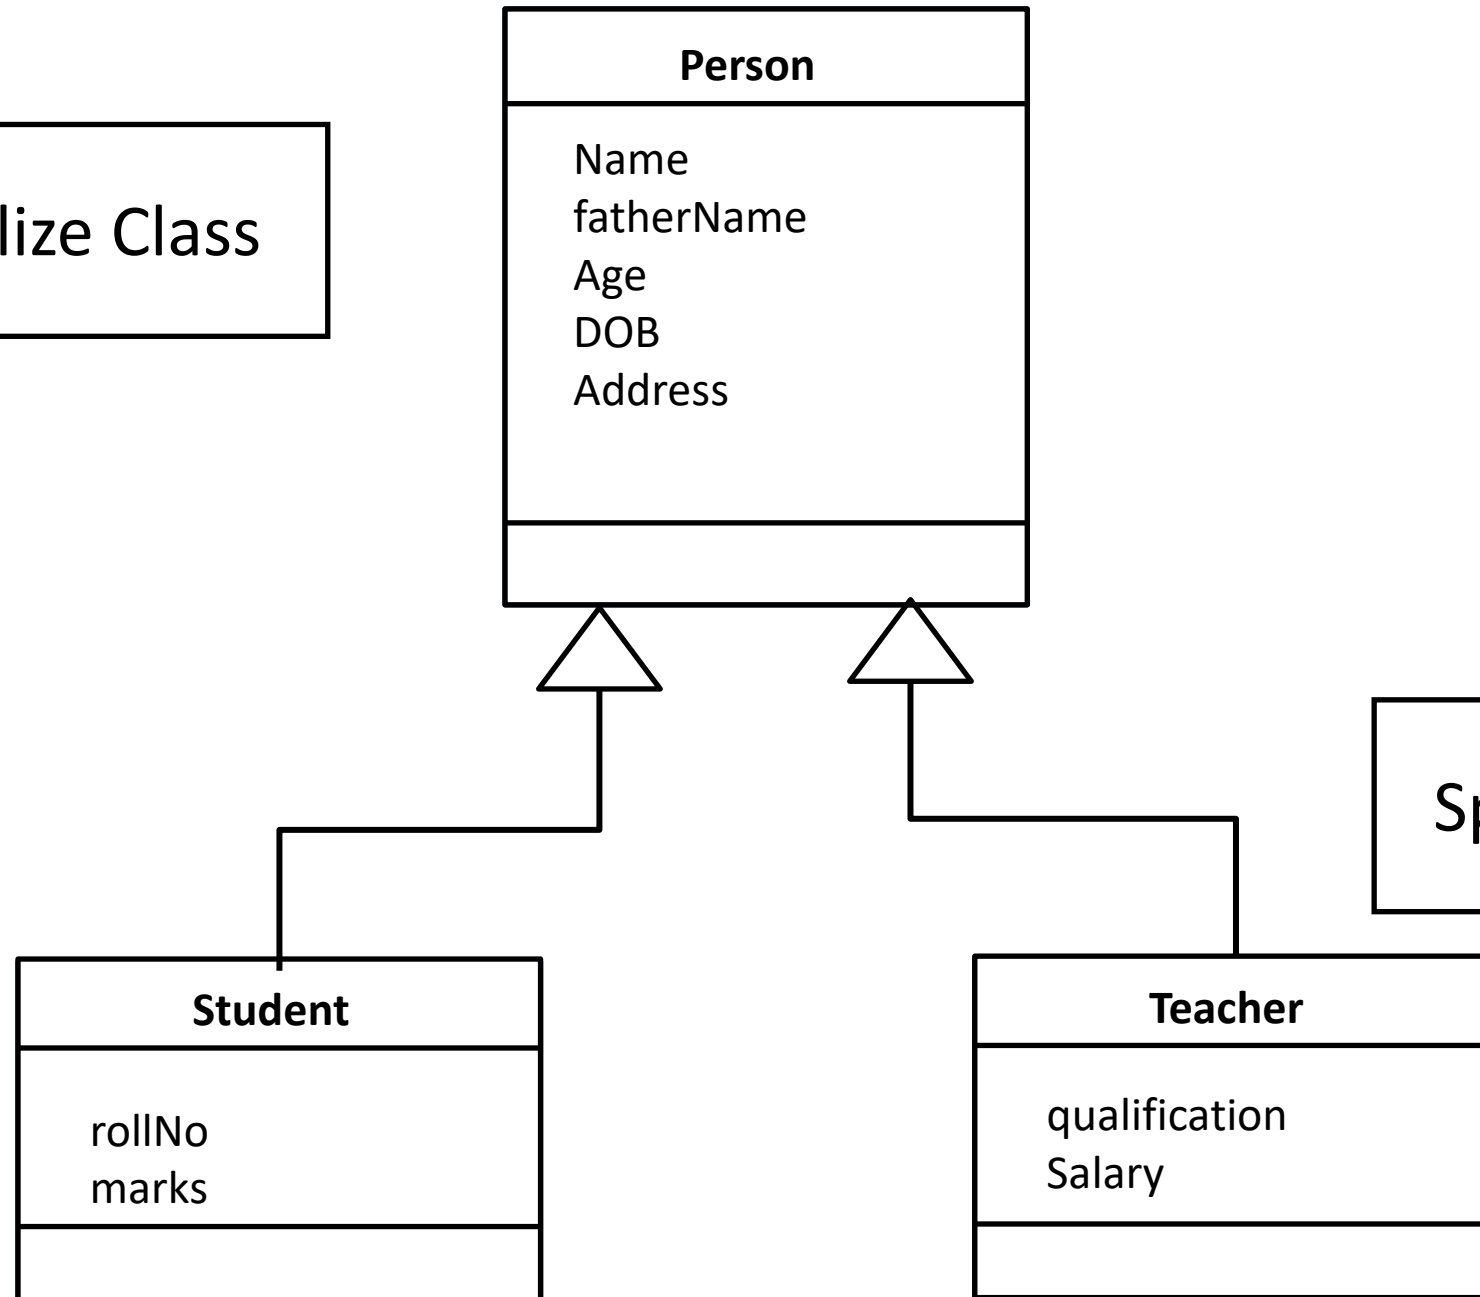 Person
lize Class
Name
fatherName
Age
DOB
Address
Sp
Student
Teacher
rollNo
marks
qualification
Salary